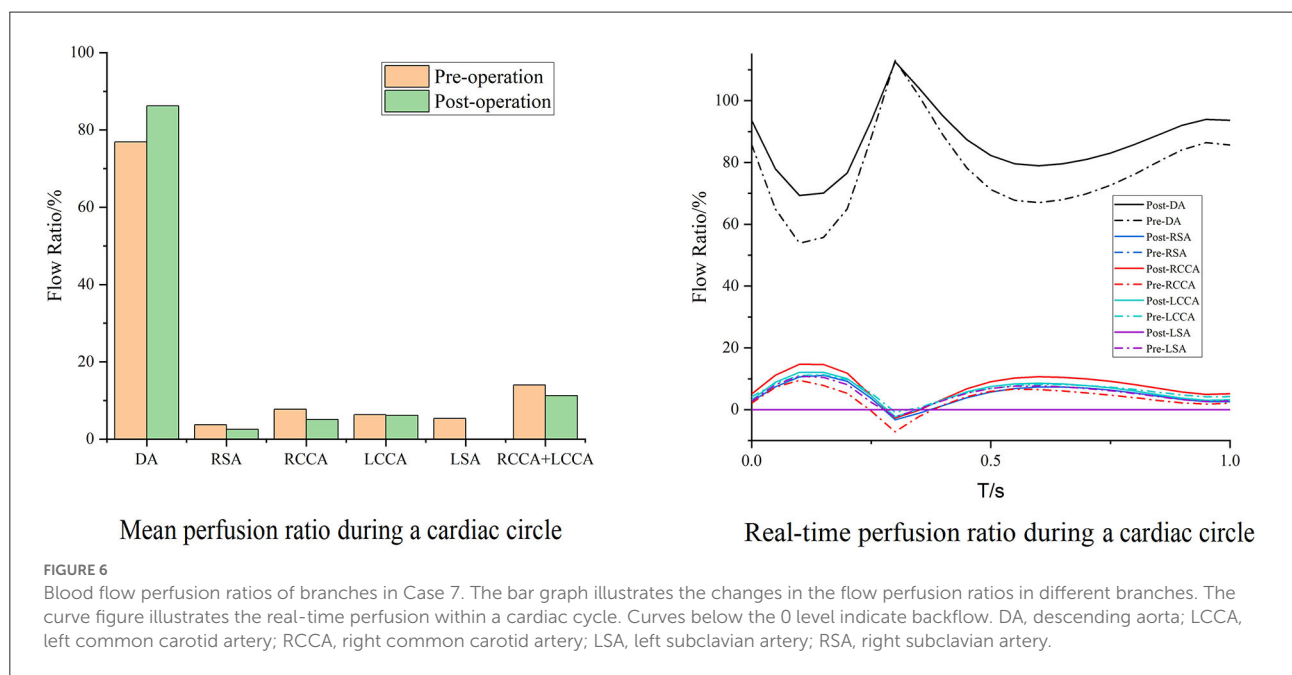 100
80
60
40
20
0
Flow Ratio/%
Pre-operation
Post-operation
DA RSA RCCA LCCA LSA RCCA+LCCA
Mean perfusion ratio during a cardiac circle
100
80
60
40
20
0
Flow Ratio/%
Post-DA
Pre-DA
Post-RSA
Pre-RSA
Post-RCCA
Pre-RCCA
Post-LCCA
Pre-LCCA
Post-LSA
Pre-LSA
0.0 0.5 1.0
T/s
Real-time perfusion ratio during a cardiac circle
FIGURE 6
Blood flow perfusion ratios of branches in Case 7. The bar graph illustrates the changes in the flow perfusion ratios in different branches. The
curve figure illustrates the real-time perfusion within a cardiac cycle. Curves below the 0 level indicate backflow. DA, descending aorta; LCCA,
left common carotid artery; RCCA, right common carotid artery; LSA, left subclavian artery; RSA, right subclavian artery.